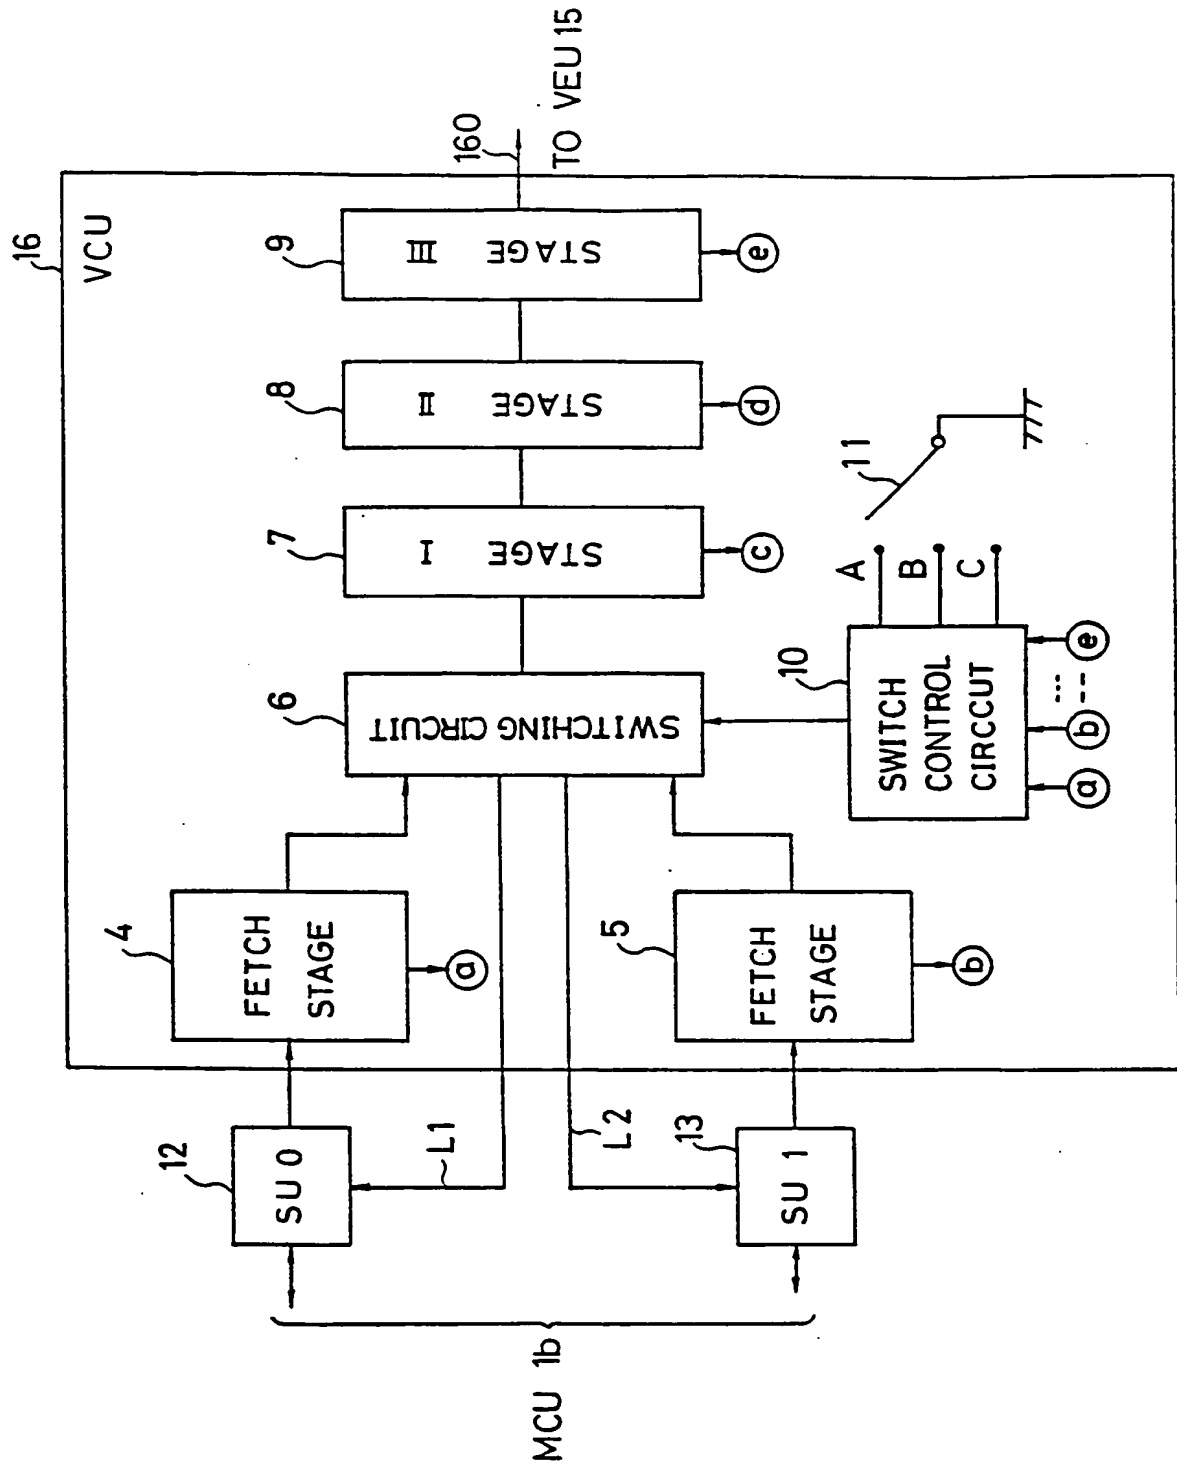 16
VCU
160
TO VEU 15
9
STAGE III
e
8
STAGE II
d
7
STAGE I
c
6
SWITCHING CIRCUIT
4
FETCH
STAGE
a
5
FETCH
STAGE
b
10
SWITCH
CONTROL
CIRCCUT
A
B
C
11
a
b
---
---
e
12
SU 0
L1
L2
13
SU 1
MCU 1b